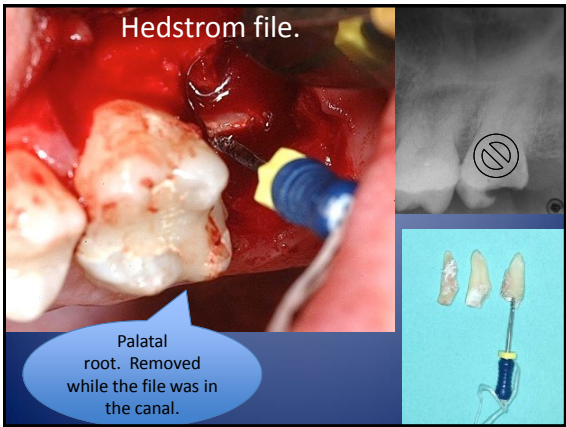 Hedstrom file.
Palatal
root.  Removed
while the file was in
the canal.